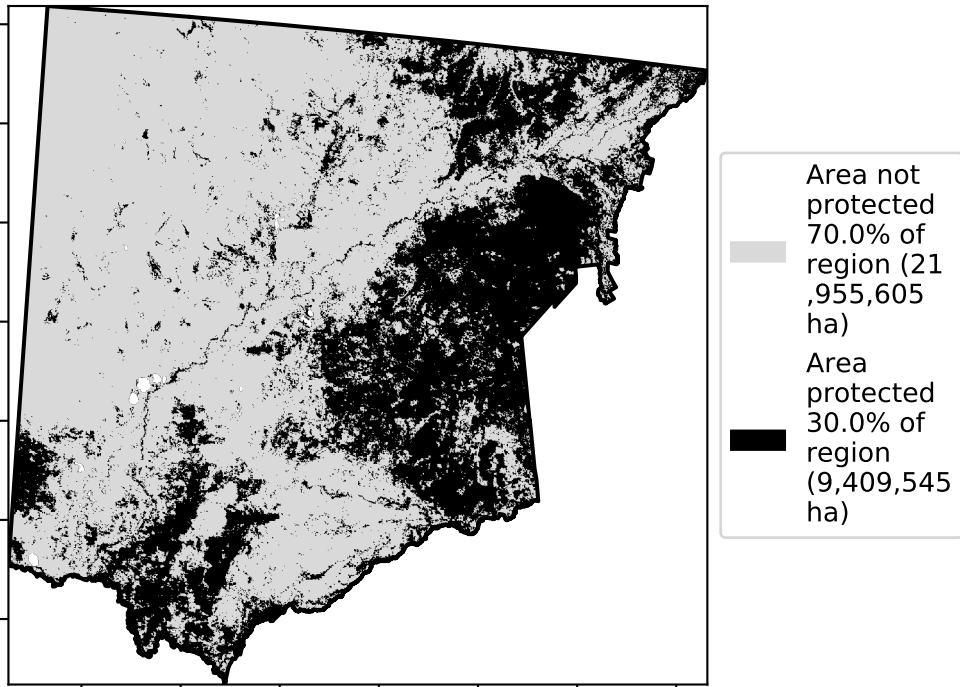 Area not
protected
70.0% of
region (21
,955,605
ha)
Area
protected
30.0% of
region
(9,409,545
ha)